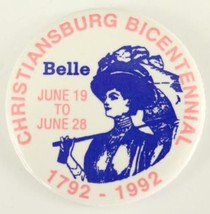 CHRISTIANSBURG BICENTENNIAL
Belle
JUNE 19
TO
JUNE 28
1792 - 1992